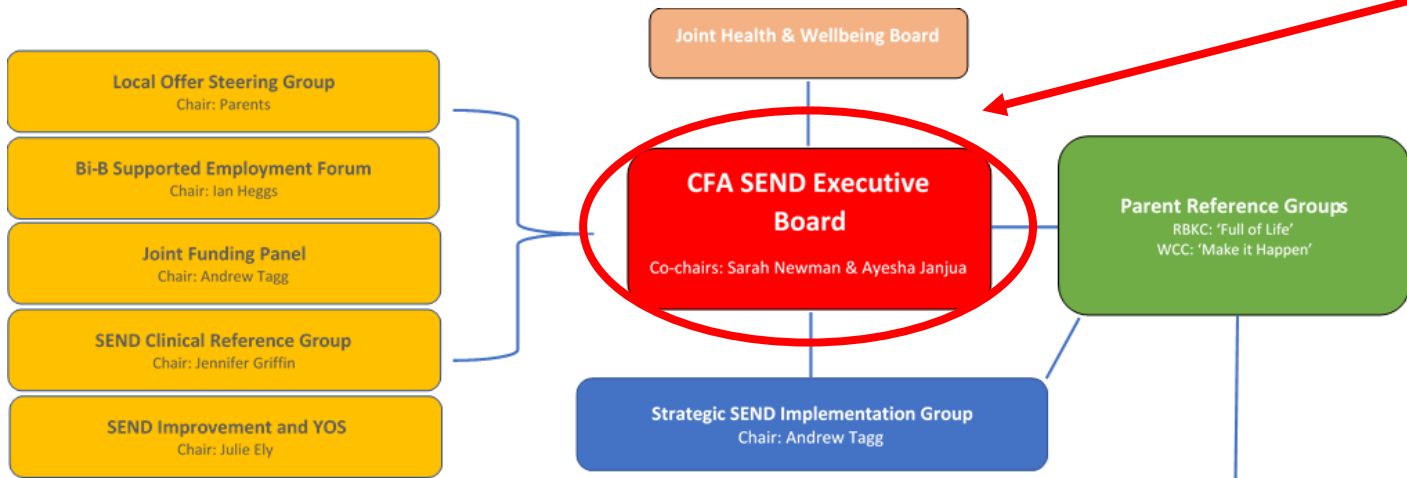 Joint Health & Wellbeing Board
Local Offer Steering Group
Chair: Parents
Bi-B Supported Employment Forum
Chair: Ian Heggs
Joint Funding Panel
Chair: Andrew Tagg
SEND Clinical Reference Group
Chair: Jennifer Griffin
SEND Improvement and YOS
Chair: Julie Ely
CFA SEND Executive
Board
Co-chairs: Sarah Newman & Ayesha Janjua
Parent Reference Groups
RBKC: ‘Full of Life’
WCC: ‘Make it Happen’
Strategic SEND Implementation Group
Chair: Andrew Tagg